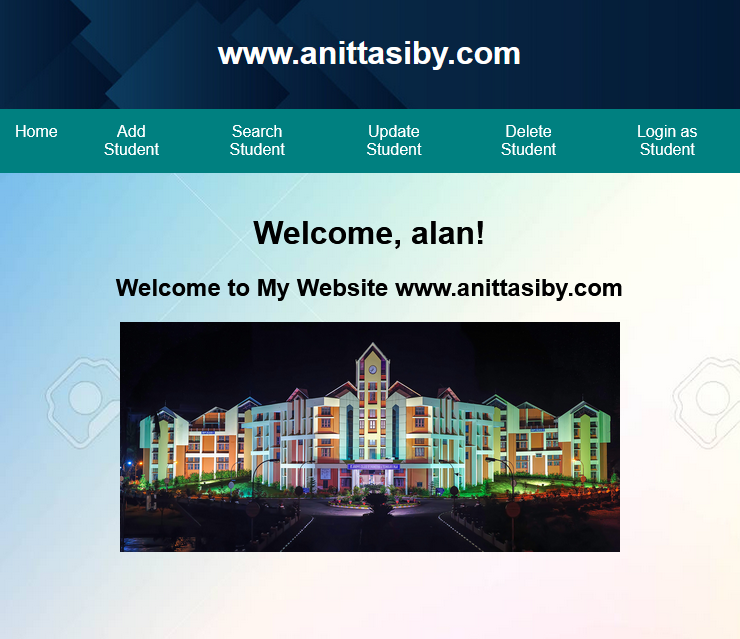 www.anittasiby.com
Home
Add
Student
Search
Student
Update
Student
Delete
Student
Login as
Student
Welcome, alan!
Welcome to My Website www.anittasiby.com